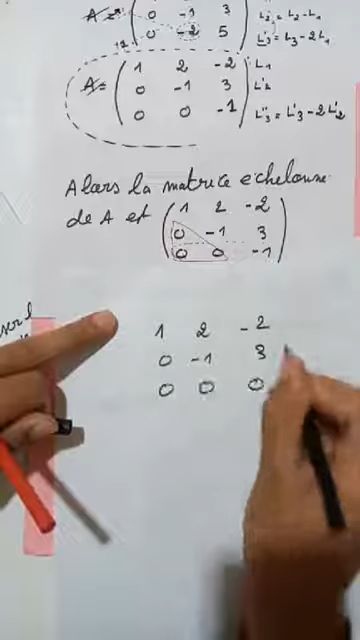 0 -1 3 L'2 = L2 - L1
0 -2 5 L'3 = L3 - 2L1
A = 1 2 -2 L1
0 -1 3 L'2
0 0 -1 L''3 = L'3 - 2L'2
Alors la matrice echelonne
de A est 1 2 -2
0 -1 3
0 0 -1
1 2 -2
0 -1 3
0 0 0